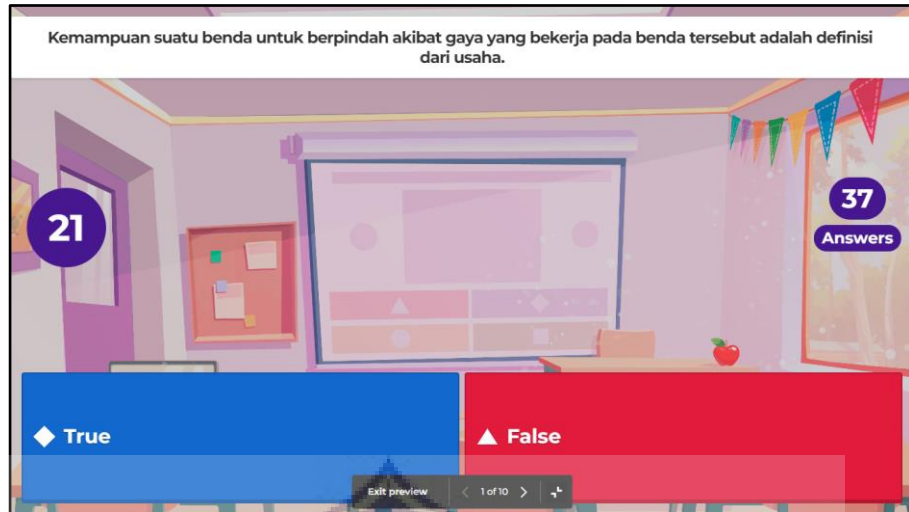 Kemampuan suatu benda untuk berpindah akibat gaya yang bekerja pada benda tersebut adalah definisi
dari usaha.
21
37
Answers
True
False
Exit preview
1 of 10